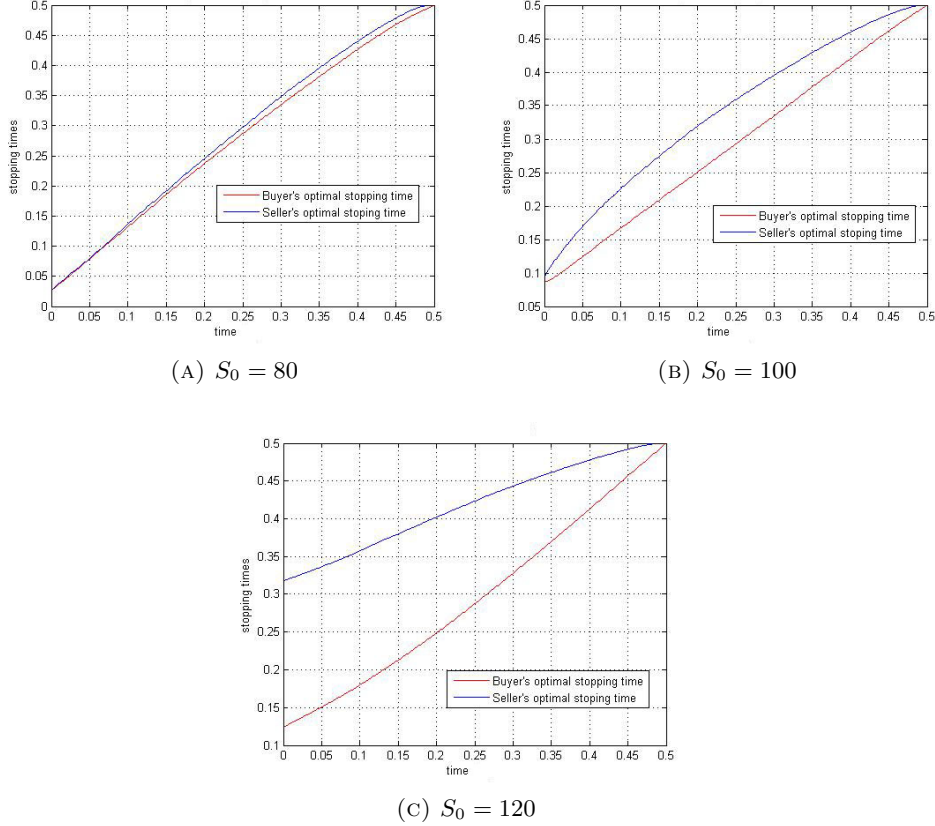 0.5
0.45
0.4
0.35
0.3
0.25
0.2
0.15
0.1
0.05
0
stopping times
Buyer's optimal stopping time
Seller's optimal stoping time
0 0.05 0.1 0.15 0.2 0.25 0.3 0.35 0.4 0.45 0.5
time
(A) S₀ = 80
0.5
0.45
0.4
0.35
0.3
0.25
0.2
0.15
0.1
0.05
stopping times
Buyer's optimal stopping time
Seller's optimal stoping time
0 0.05 0.1 0.15 0.2 0.25 0.3 0.35 0.4 0.45 0.5
time
(B) S₀ = 100
0.5
0.45
0.4
0.35
0.3
0.25
0.2
0.15
0.1
stopping times
Buyer's optimal stopping time
Seller's optimal stoping time
0 0.05 0.1 0.15 0.2 0.25 0.3 0.35 0.4 0.45 0.5
time
(C) S₀ = 120